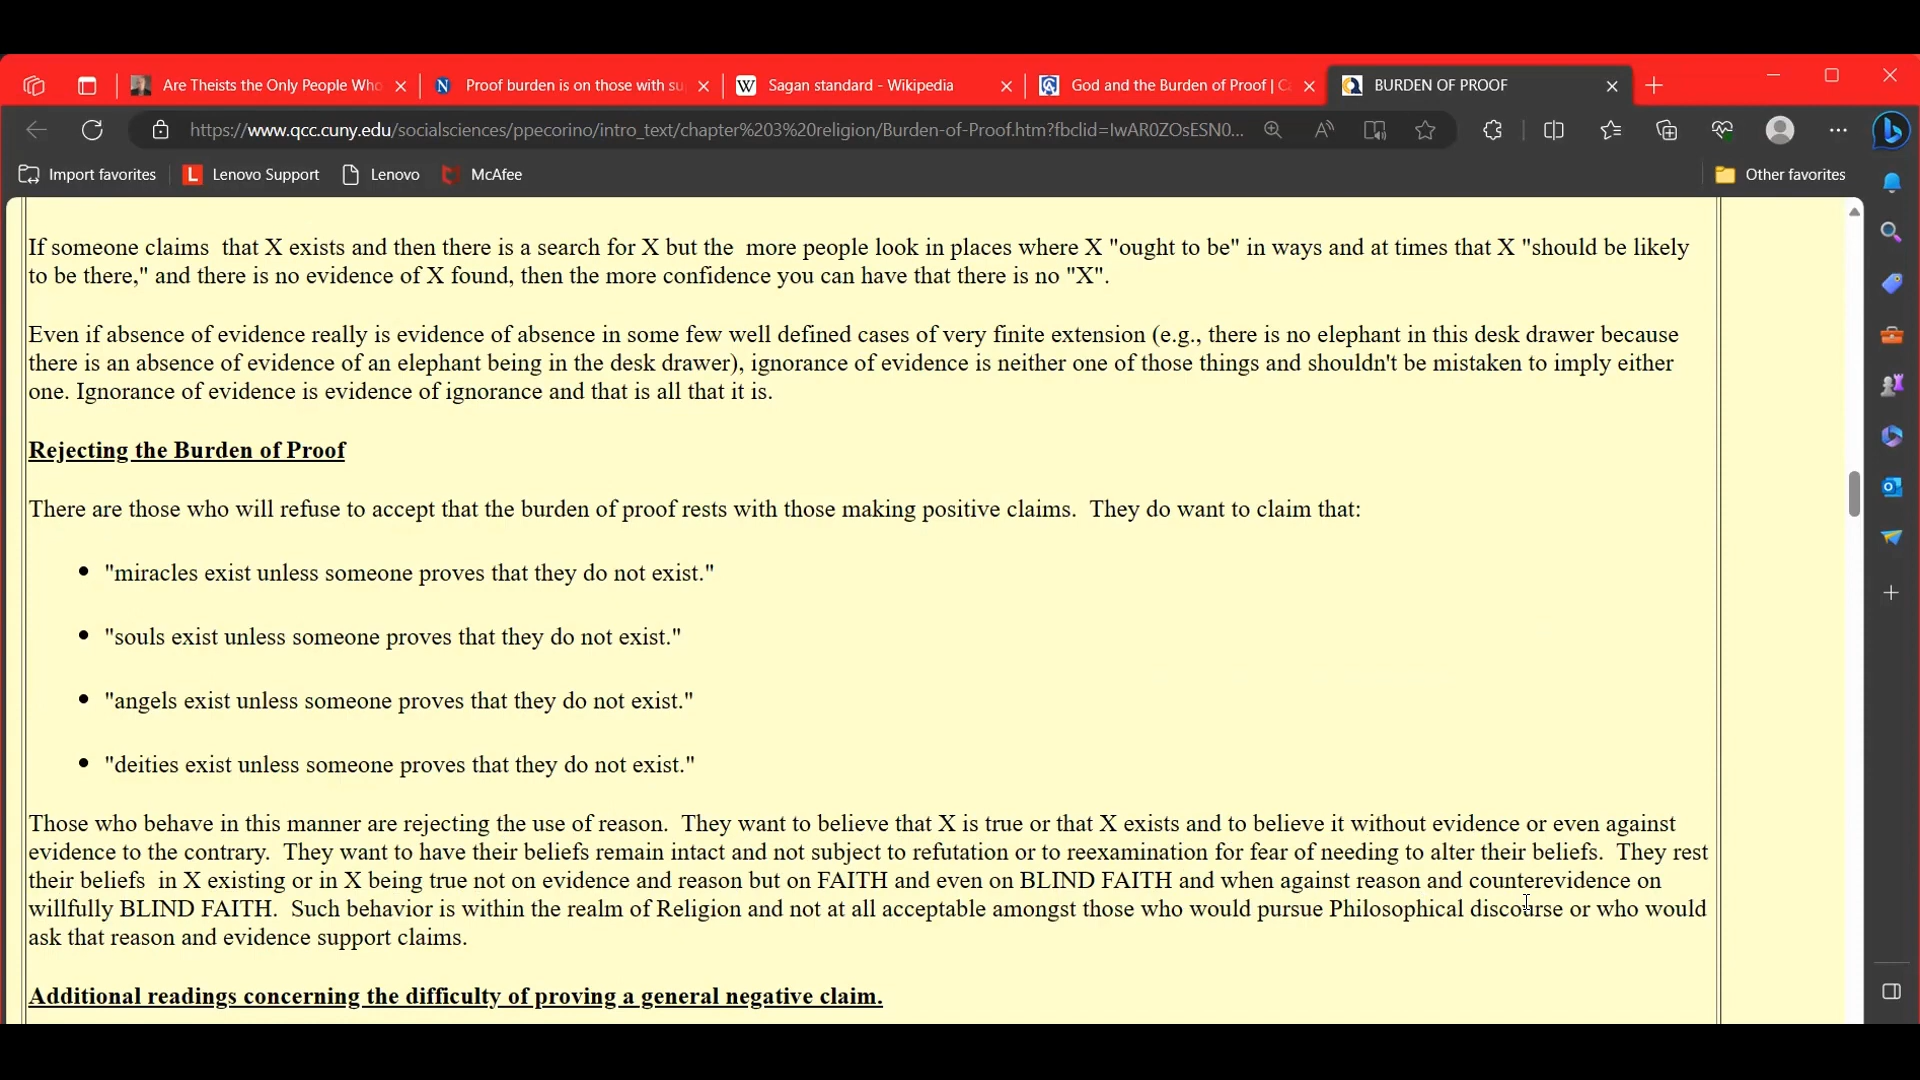 Are Theists the Only People Who
Proof burden is on those with su
Sagan standard - Wikipedia
God and the Burden of Proof | C
BURDEN OF PROOF
https://www.qcc.cuny.edu/socialsciences/ppecorino/intro_text/chapter%203%20religion/Burden-of-Proof.htm?fbclid=IwAR0ZOsESN0...
Import favorites
Lenovo Support
Lenovo
McAfee
Other favorites
If someone claims  that X exists and then there is a search for X but the  more people look in places where X "ought to be" in ways and at times that X "should be likely
to be there," and there is no evidence of X found, then the more confidence you can have that there is no "X".
Even if absence of evidence really is evidence of absence in some few well defined cases of very finite extension (e.g., there is no elephant in this desk drawer because
there is an absence of evidence of an elephant being in the desk drawer), ignorance of evidence is neither one of those things and shouldn't be mistaken to imply either
one. Ignorance of evidence is evidence of ignorance and that is all that it is.
Rejecting the Burden of Proof
There are those who will refuse to accept that the burden of proof rests with those making positive claims.  They do want to claim that:
• "miracles exist unless someone proves that they do not exist."
• "souls exist unless someone proves that they do not exist."
• "angels exist unless someone proves that they do not exist."
• "deities exist unless someone proves that they do not exist."
Those who behave in this manner are rejecting the use of reason.  They want to believe that X is true or that X exists and to believe it without evidence or even against
evidence to the contrary.  They want to have their beliefs remain intact and not subject to refutation or to reexamination for fear of needing to alter their beliefs.  They rest
their beliefs  in X existing or in X being true not on evidence and reason but on FAITH and even on BLIND FAITH and when against reason and counterevidence on
willfully BLIND FAITH.  Such behavior is within the realm of Religion and not at all acceptable amongst those who would pursue Philosophical discourse or who would
ask that reason and evidence support claims.
Additional readings concerning the difficulty of proving a general negative claim.